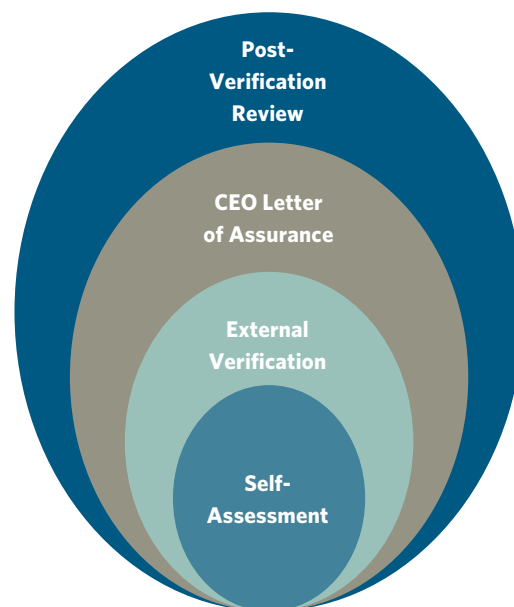 Post-
Verification
Review
CEO Letter
of Assurance
External
Verification
Self-
Assessment